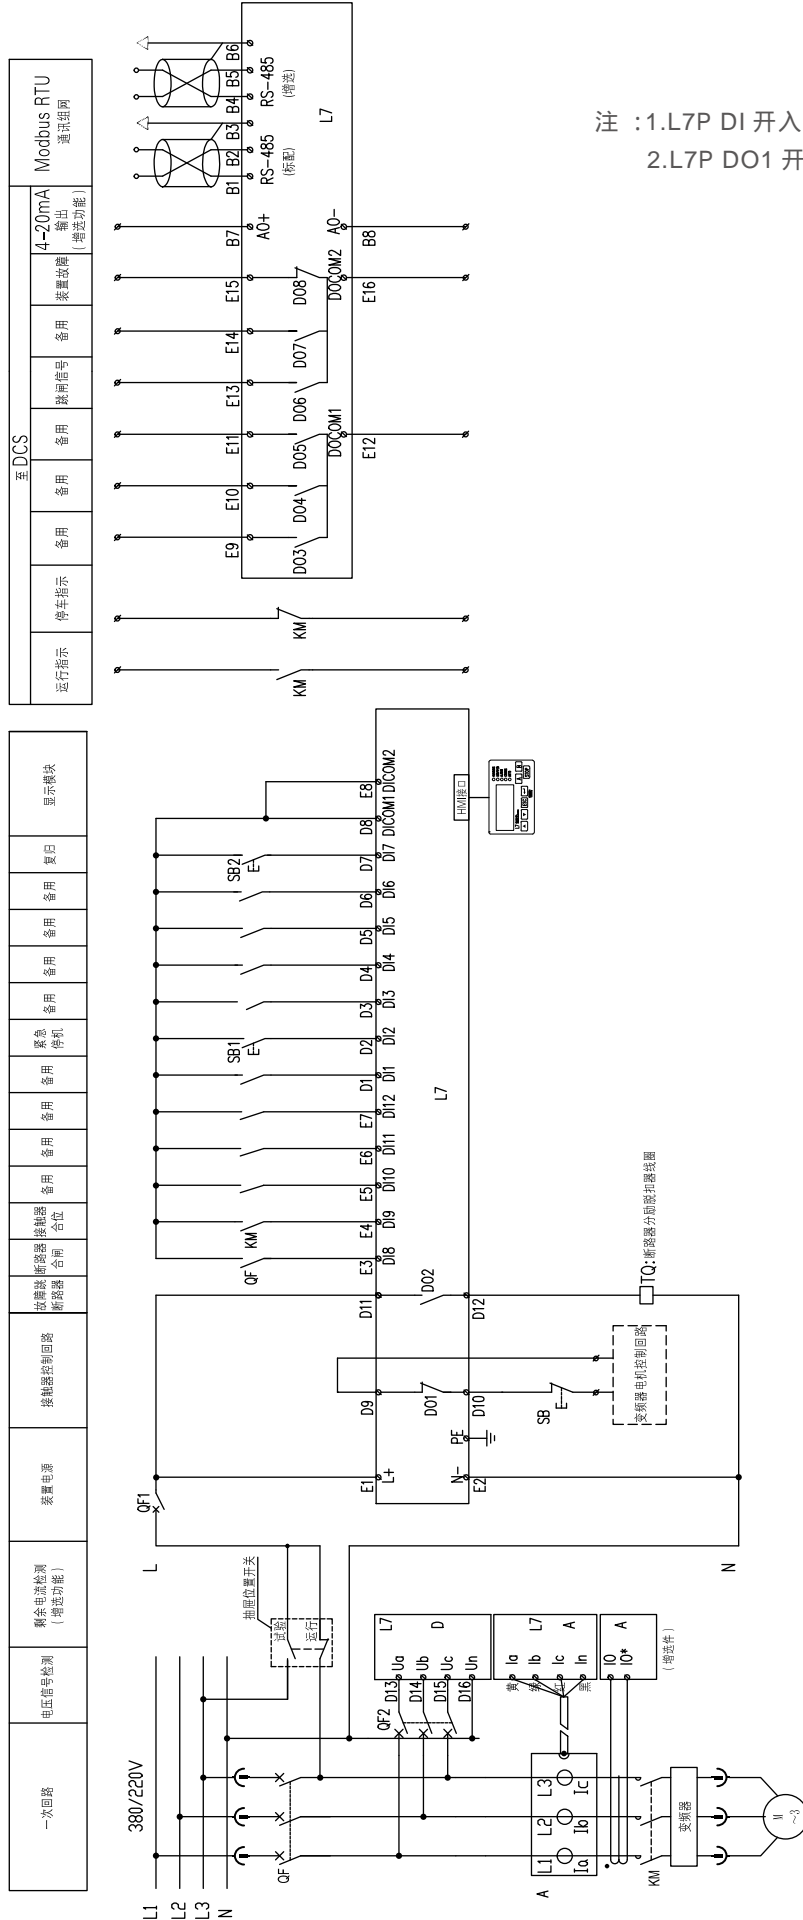 注：1.L7P DI 开入
2.L7P DO1 开
Modbus RTU
通讯组网
4-20mA
输出
（增选功能）
至 DCS
装置故障
备用
跳闸信号
备用
备用
备用
停车指示
运行指示
B6
B5
B4
B3
B2
B1
RS-485
(增选)
RS-485
(标配)
L7
B7
AO+
AO-
B8
E15
DO8
DOCOM2
E16
E14
DO7
E13
DO6
E11
DO5
DOCOM1
E12
E10
DO4
E9
DO3
KM
KM
显示模块
复归
备用
备用
备用
备用
紧急
停机
备用
备用
备用
备用
接触器
合位
断路器
合闸
故障跳
断路器
接触器控制回路
装置电源
剩余电流检测
（增选功能）
电压信号检测
一次回路
E8
DICOM2
D8
DICOM1
HMI接口
SB2
D7
DI7
D6
DI6
D5
DI5
D4
DI4
D3
DI3
SB1
D2
DI2
D1
DI1
E7
DI12
E6
DI11
E5
DI10
KM
E4
DI9
QF
E3
DI8
L7
D11
DO2
D12
TQ:断路器分励脱扣器线圈
D9
DO1
D10
SB
变频器电机控制回路
PE
QF1
E1
L+
N-
E2
L
N
抽屉位置开关
试验
运行
380/220V
L1
L2
L3
N
QF
QF2
D13
D14
D15
D16
Ua
Ub
Uc
Un
L7
D
黄
绿
红
黑
Ia
Ib
Ic
In
L7
A
IO
IO*
A
（增选件）
A
L1
L2
L3
Ia
Ib
Ic
KM
变频器
M
~3